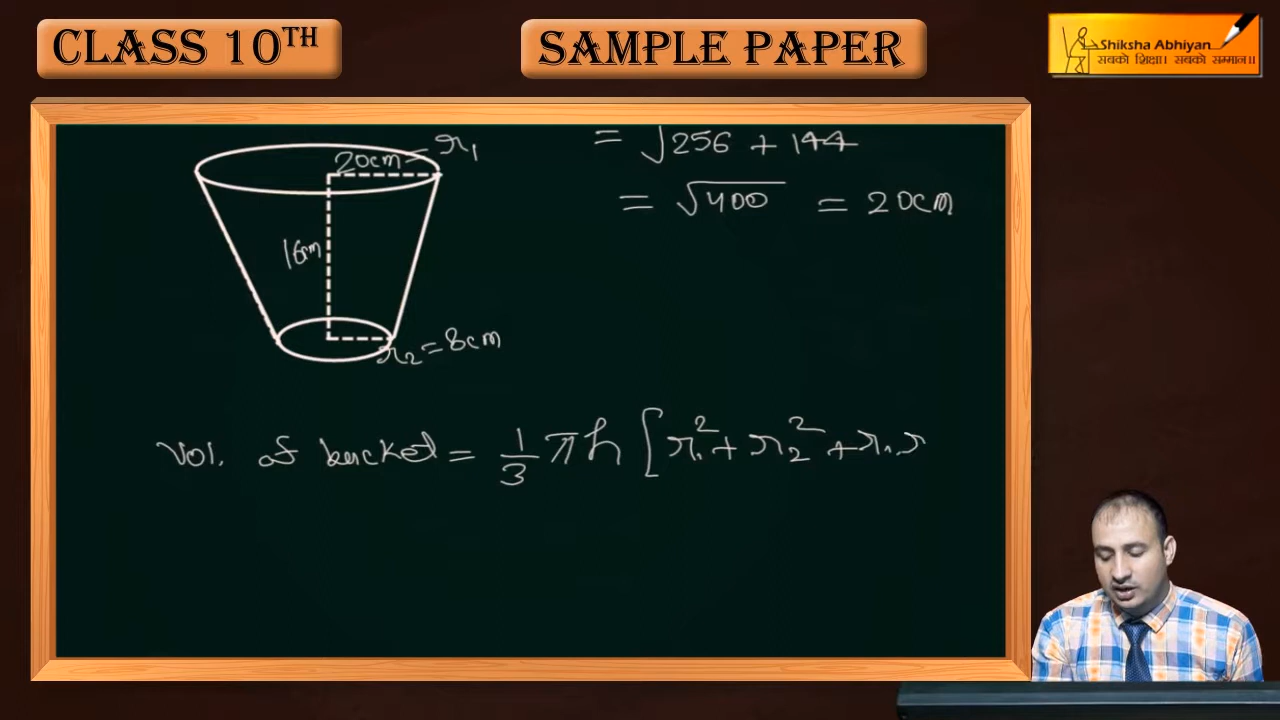 CLASS 10TH
SAMPLE PAPER
Shiksha Abhiyan
सबको शिक्षा। सबको सम्मान।।
20cm = r₁
16cm
r₂ = 8cm
= √256 + 144
= √400 = 20cm
Vol. of bucket = 1/3 πh [r₁² + r₂² + r₁.r